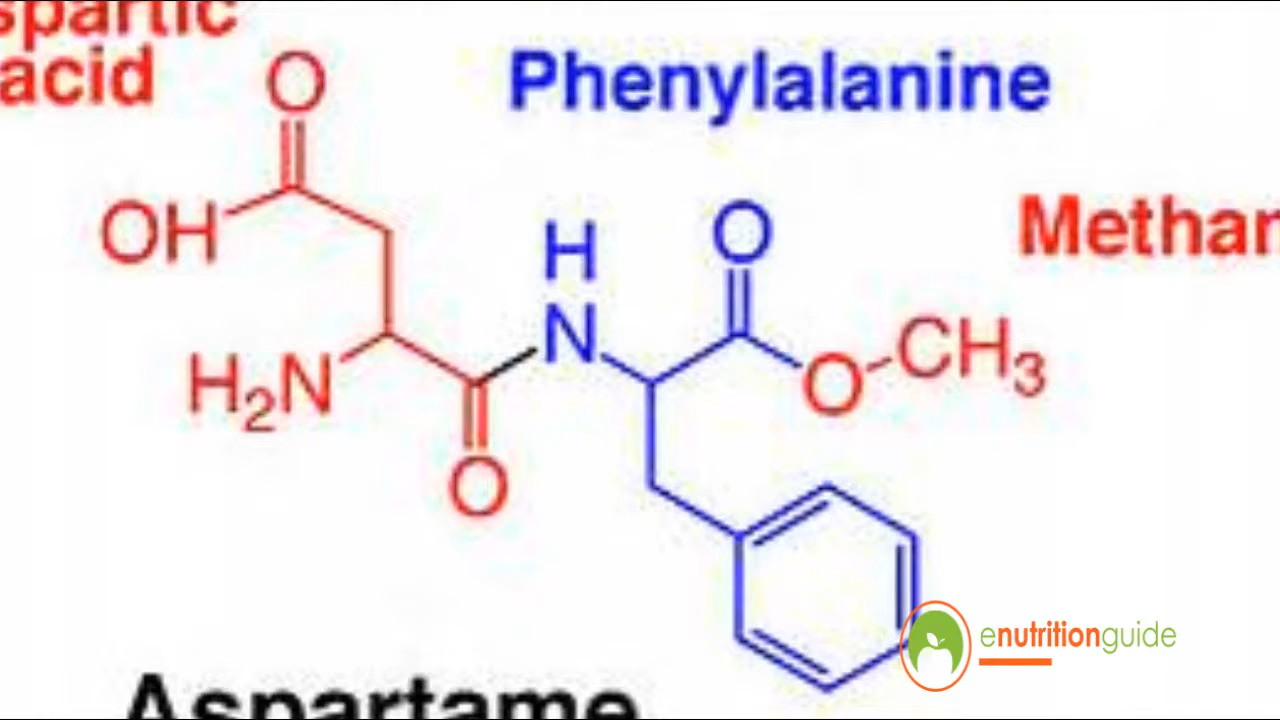 spartic
acid
Phenylalanine
Methan
O
OH
H
N
O
H₂N
O
O
CH₃
Aspartame
enutritionguide